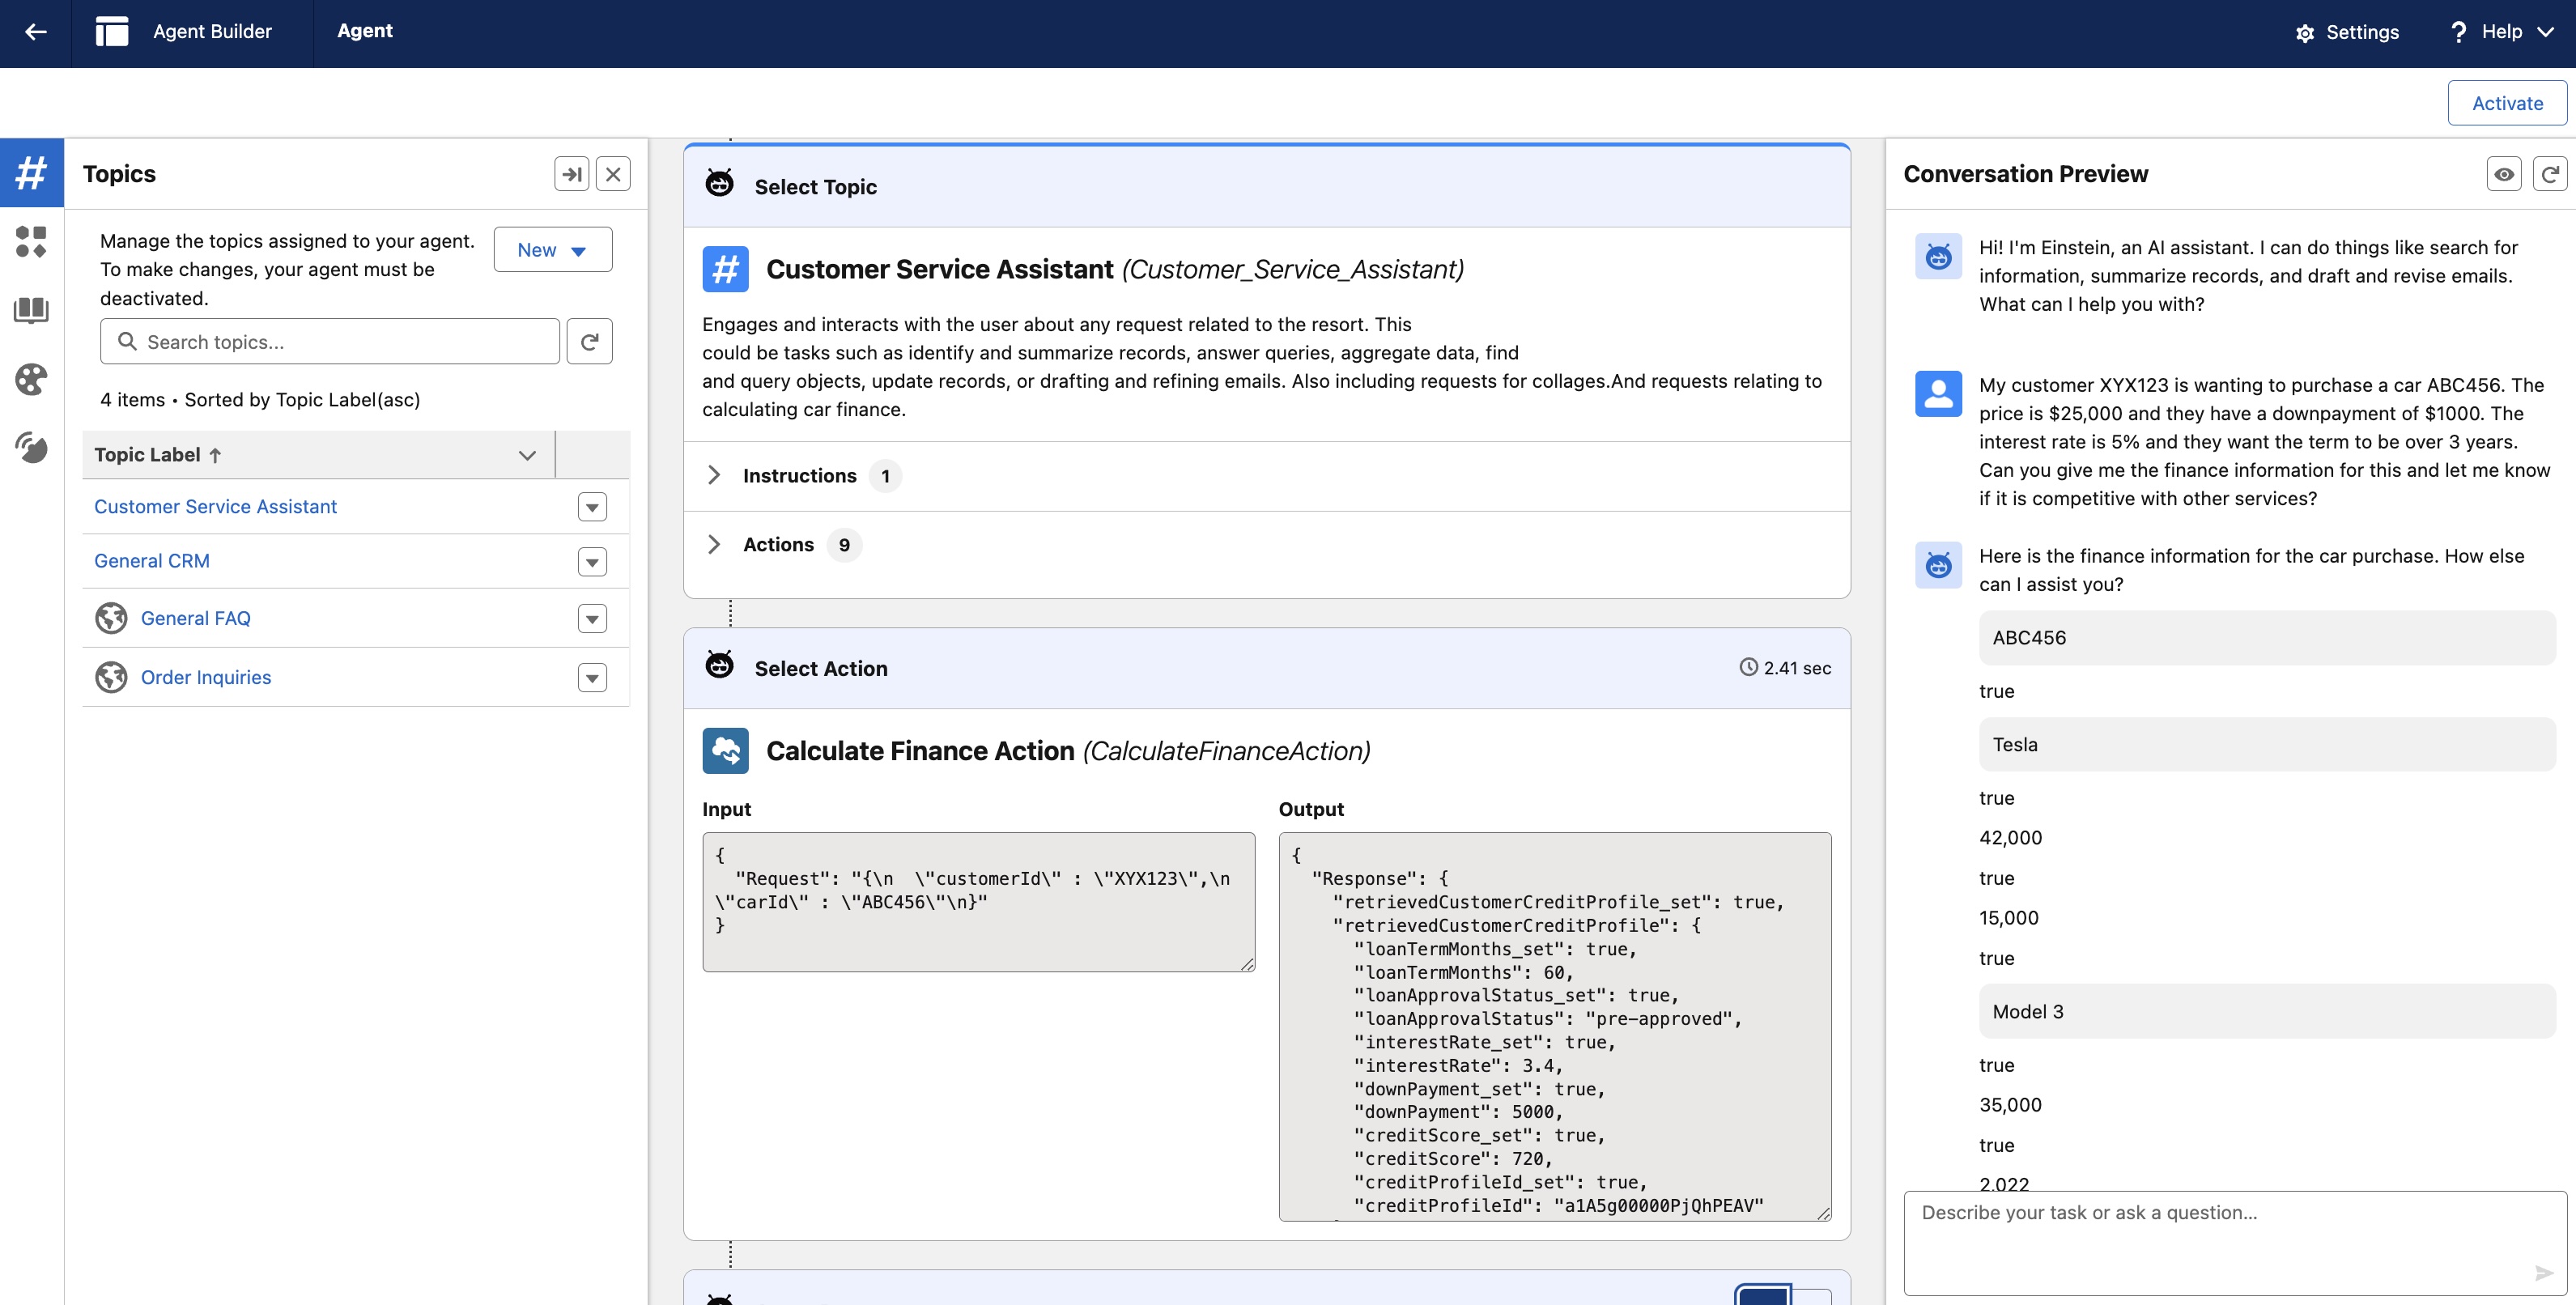 Agent Builder
Agent
Settings
Help
Activate
Topics
Manage the topics assigned to your agent.
To make changes, your agent must be
deactivated.
New
Search topics...
4 items • Sorted by Topic Label(asc)
Topic Label ↑
Customer Service Assistant
General CRM
General FAQ
Order Inquiries
Select Topic
Customer Service Assistant (Customer_Service_Assistant)
Engages and interacts with the user about any request related to the resort. This
could be tasks such as identify and summarize records, answer queries, aggregate data, find
and query objects, update records, or drafting and refining emails. Also including requests for collages.And requests relating to
calculating car finance.
Instructions 1
Actions 9
Select Action
2.41 sec
Calculate Finance Action (CalculateFinanceAction)
Input
{
"Request": "{\n  \"customerId\" : \"XYX123\",\n
\"carId\" : \"ABC456\"\n}"
}
Output
{
"Response": {
"retrievedCustomerCreditProfile_set": true,
"retrievedCustomerCreditProfile": {
"loanTermMonths_set": true,
"loanTermMonths": 60,
"loanApprovalStatus_set": true,
"loanApprovalStatus": "pre-approved",
"interestRate_set": true,
"interestRate": 3.4,
"downPayment_set": true,
"downPayment": 5000,
"creditScore_set": true,
"creditScore": 720,
"creditProfileId_set": true,
"creditProfileId": "a1A5g00000PjQhPEAV"
Conversation Preview
Hi! I'm Einstein, an AI assistant. I can do things like search for
information, summarize records, and draft and revise emails.
What can I help you with?
My customer XYX123 is wanting to purchase a car ABC456. The
price is $25,000 and they have a downpayment of $1000. The
interest rate is 5% and they want the term to be over 3 years.
Can you give me the finance information for this and let me know
if it is competitive with other services?
Here is the finance information for the car purchase. How else
can I assist you?
ABC456
true
Tesla
true
42,000
true
15,000
true
Model 3
true
35,000
true
2,022
Describe your task or ask a question...